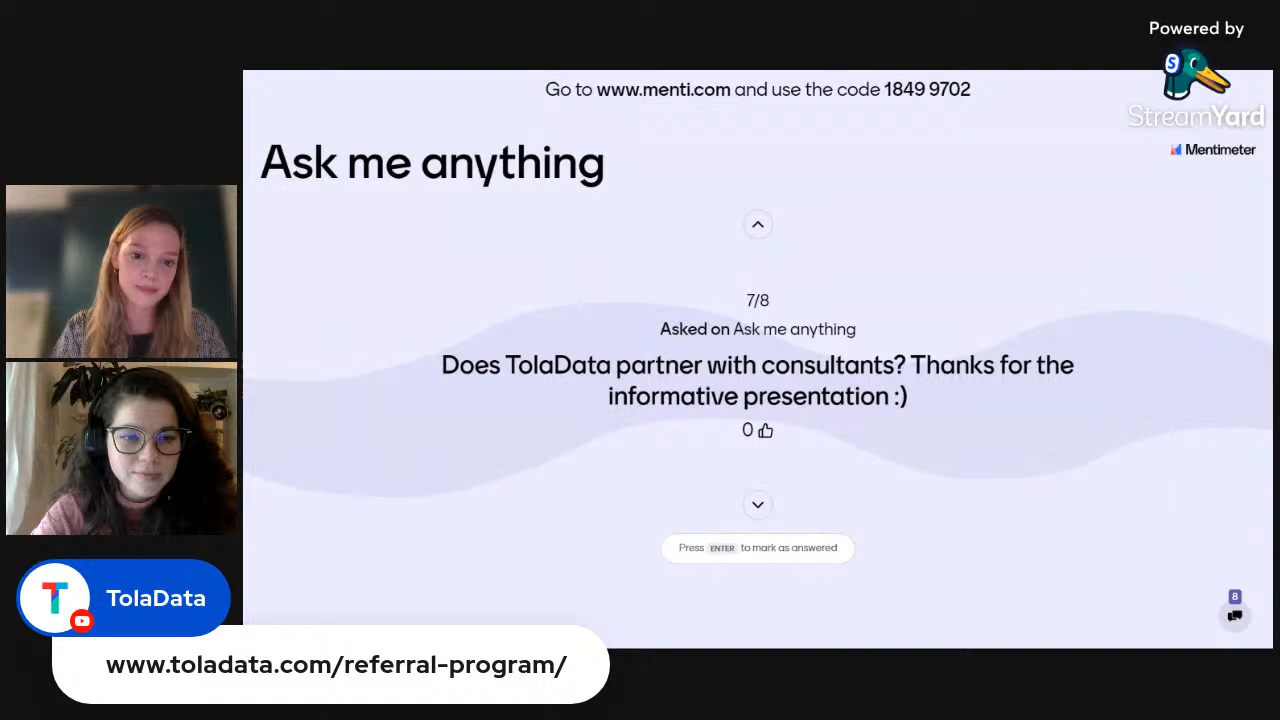 Powered by
S
StreamYard
Go to www.menti.com and use the code 1849 9702
Mentimeter
Ask me anything
7/8
Asked on Ask me anything
Does TolaData partner with consultants? Thanks for the
informative presentation :)
0
Press ENTER to mark as answered
8
T
TolaData
www.toladata.com/referral-program/